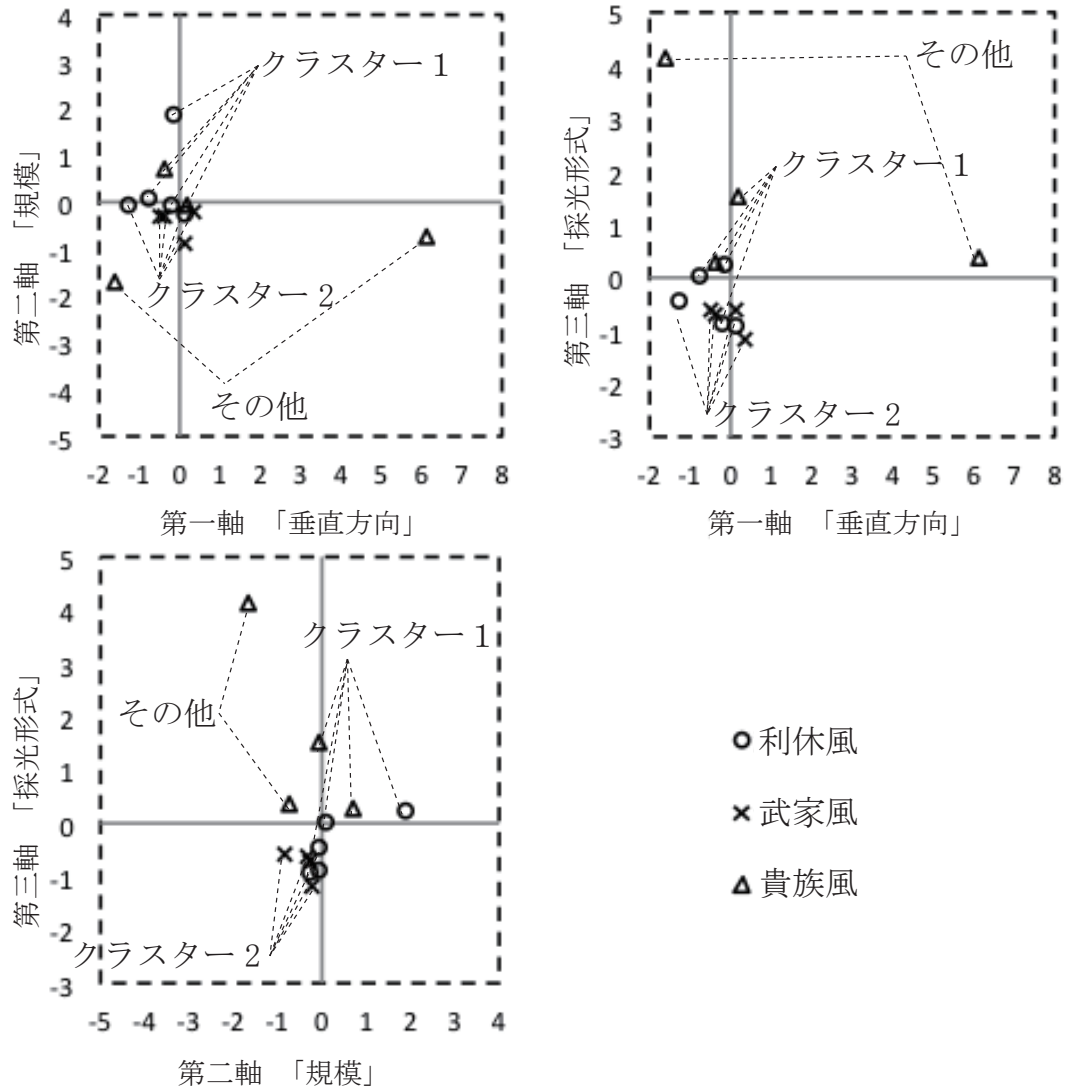 4
3
2
1
0
-1
-2
-3
-4
-5
第二軸 「規模」
クラスター1
クラスター2
その他
-2 -1 0 1 2 3 4 5 6 7 8
第一軸 「垂直方向」
5
4
3
2
1
0
-1
-2
-3
第三軸 「採光形式」
その他
クラスター1
クラスター2
-2 -1 0 1 2 3 4 5 6 7 8
第一軸 「垂直方向」
5
4
3
2
1
0
-1
-2
-3
第三軸 「採光形式」
クラスター1
その他
クラスター2
-5 -4 -3 -2 -1 0 1 2 3 4
第二軸 「規模」
利休風
武家風
貴族風